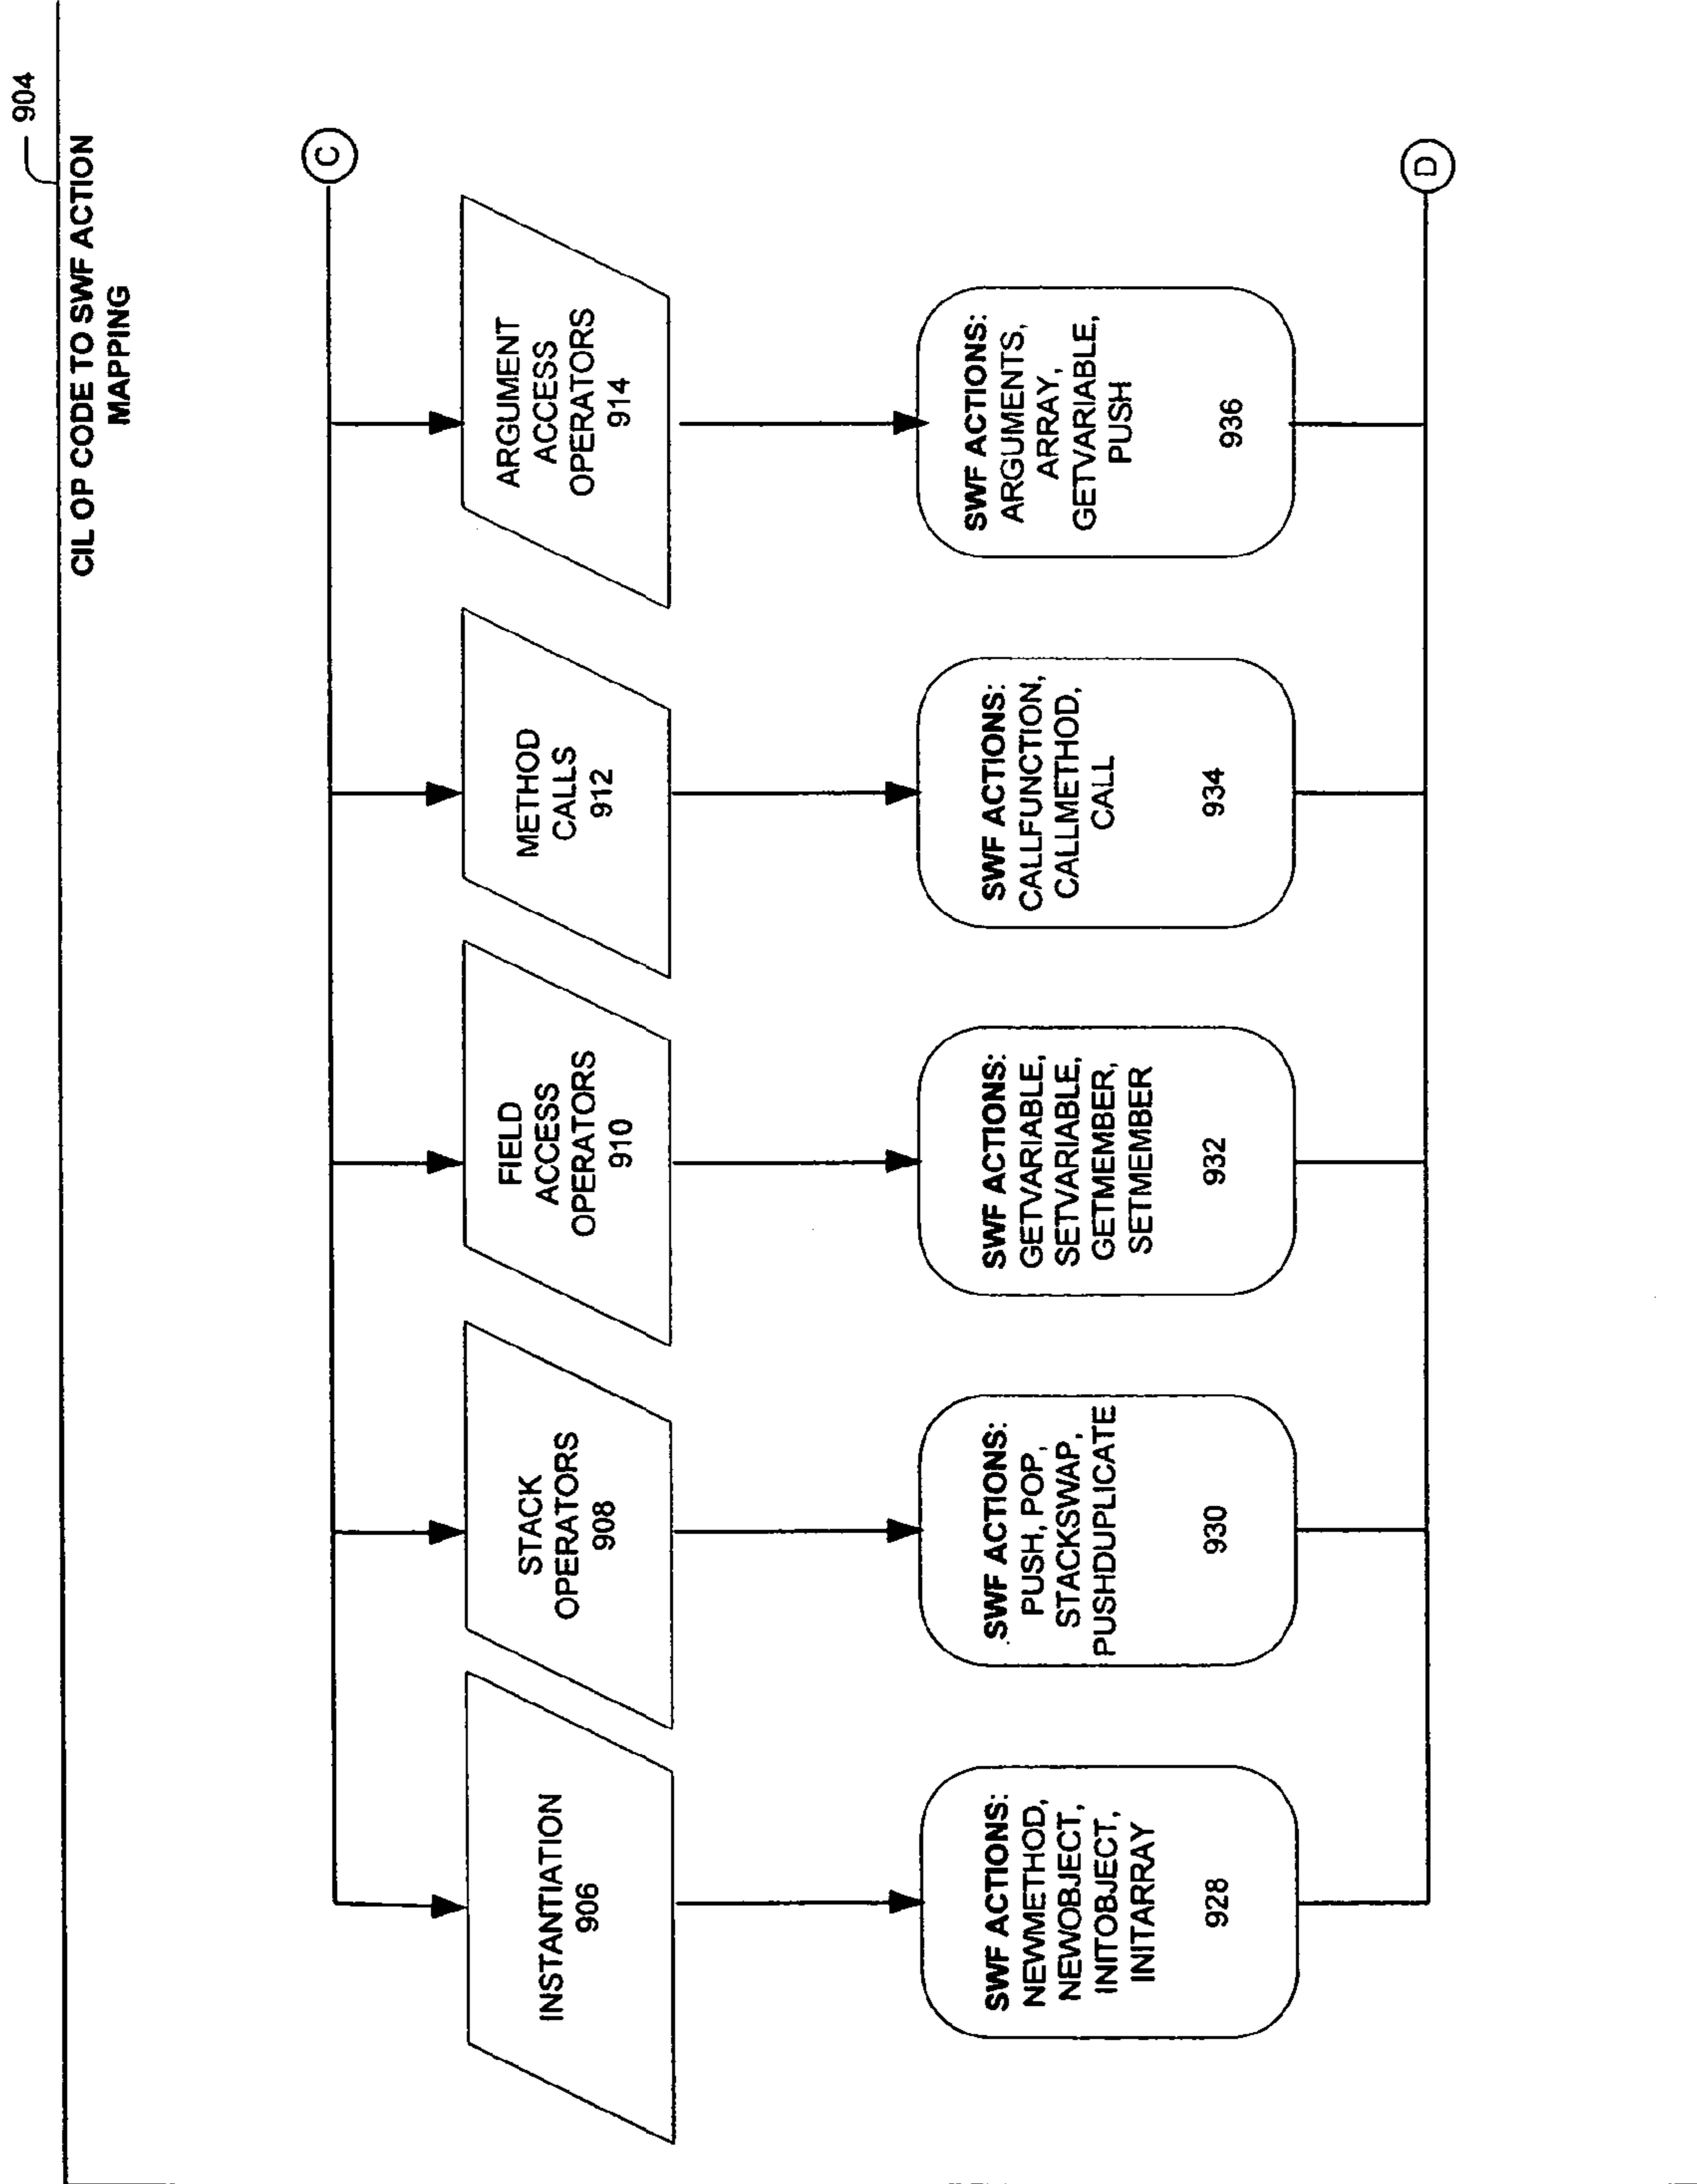 904
CIL OP CODE TO SWF ACTION
MAPPING
C
INSTANTIATION
906
STACK
OPERATORS
908
FIELD
ACCESS
OPERATORS
910
METHOD
CALLS
912
ARGUMENT
ACCESS
OPERATORS
914
SWF ACTIONS:
NEWMETHOD,
NEWOBJECT,
INITOBJECT,
INITARRAY
928
SWF ACTIONS:
PUSH, POP,
STACKSWAP,
PUSHDUPLICATE
930
SWF ACTIONS:
GETVARIABLE,
SETVARIABLE,
GETMEMBER,
SETMEMBER
932
SWF ACTIONS:
CALLFUNCTION,
CALLMETHOD,
CALL
934
SWF ACTIONS:
ARGUMENTS,
ARRAY,
GETVARIABLE,
PUSH
936
D